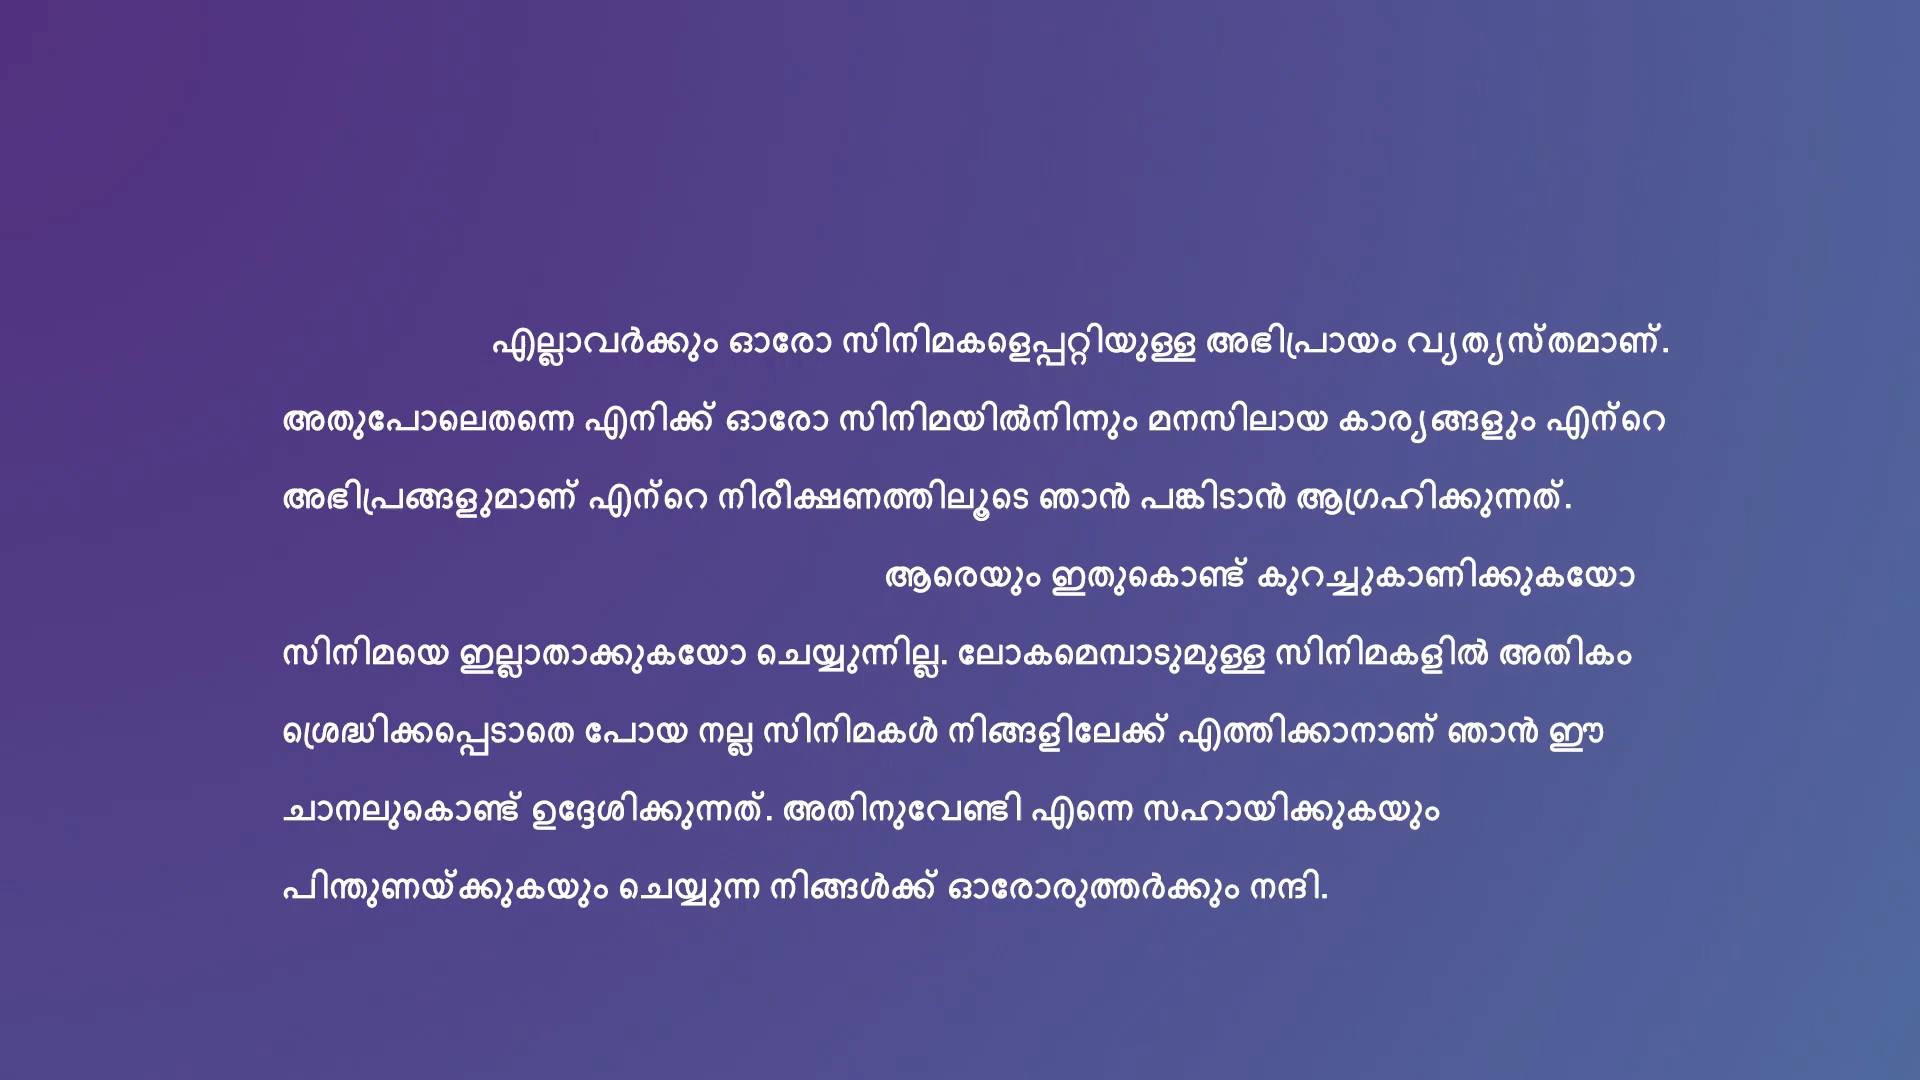 എല്ലാവർക്കും ഓരോ സിനിമകളെപ്പറ്റിയുള്ള അഭിപ്രായം വ്യത്യസ്തമാണ്.
അതുപോലെതന്നെ എനിക്ക് ഓരോ സിനിമയിൽനിന്നും മനസിലായ കാര്യങ്ങളും എന്റെ
അഭിപ്രങ്ങളുമാണ് എന്റെ നിരീക്ഷണത്തിലൂടെ ഞാൻ പങ്കിടാൻ ആഗ്രഹിക്കുന്നത്.
ആരെയും ഇതുകൊണ്ട് കുറച്ചുകാണിക്കുകയോ
സിനിമയെ ഇല്ലാതാക്കുകയോ ചെയ്യുന്നില്ല. ലോകമെമ്പാടുമുള്ള സിനിമകളിൽ അതികം
ശ്രെദ്ധിക്കപ്പെടാതെ പോയ നല്ല സിനിമകൾ നിങ്ങളിലേക്ക് എത്തിക്കാനാണ് ഞാൻ ഈ
ചാനലുകൊണ്ട് ഉദ്ദേശിക്കുന്നത്. അതിനുവേണ്ടി എന്നെ സഹായിക്കുകയും
പിന്തുണയ്ക്കുകയും ചെയ്യുന്ന നിങ്ങൾക്ക് ഓരോരുത്തർക്കും നന്ദി.